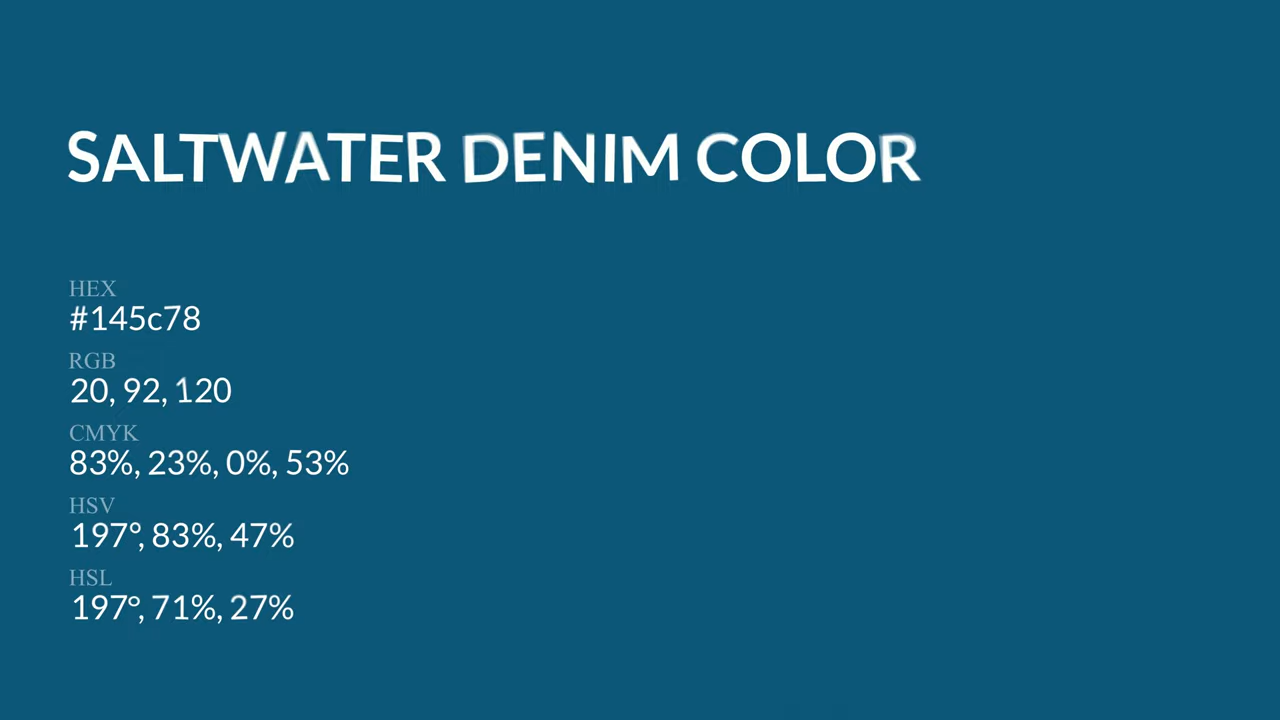 SALTWATER DENIM COLOR
HEX
#145c78
RGB
20, 92, 120
CMYK
83%, 23%, 0%, 53%
HSV
197°, 83%, 47%
HSL
197°, 71%, 27%